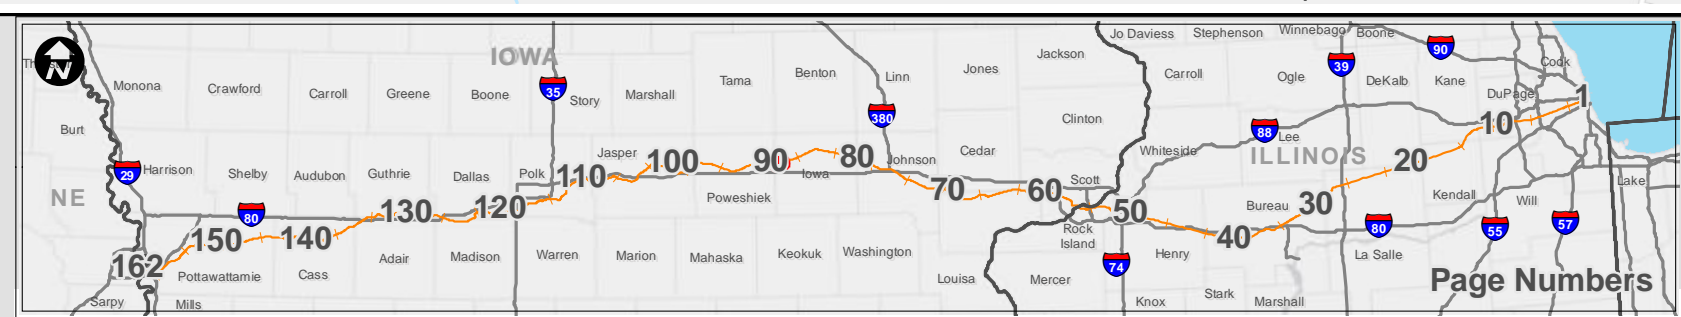 Jo Daviess Stephenson Winnebago Boone
IOWA Jackson 90
N 39
Monona Crawford Carroll Greene Boone 35 Story Marshall Tama Benton Linn Jones Carroll Ogle DeKalb Kane Cook
DuPage 1
380 Clinton 10
Burt 88 Lee
Jasper 100 90 80 Johnson Cedar Whiteside ILLINOIS 20
29 Harrison Shelby Audubon Guthrie Dallas Polk 110 Iowa Scott Lake
NE Poweshiek 70 60 Kendall Will
80 130 120 50 Bureau 30
150 140 Rock
Island 40 80 55 57
162 Pottawattamie Cass Adair Madison Warren Marion Mahaska Keokuk Washington Henry La Salle
74
Louisa Mercer Page Numbers
Sarpy Mills Knox Stark Marshall